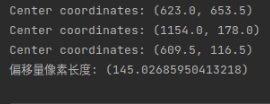 Center coordinates: (623.0, 653.5)
Center coordinates: (1154.0, 178.0)
Center coordinates: (609.5, 116.5)
偏移量像素长度: (145.02685950413218)